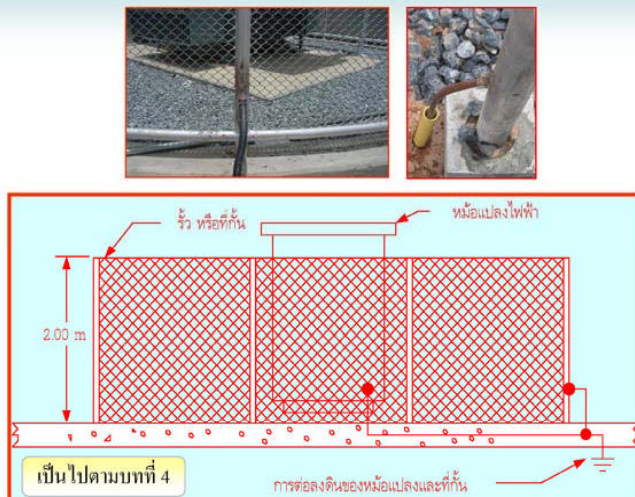 รั้ว หรือที่กั้น
หม้อแปลงไฟฟ้า
2.00 m
เป็นไปตามบทที่ 4
การต่อลงดินของหม้อแปลงและที่กั้น